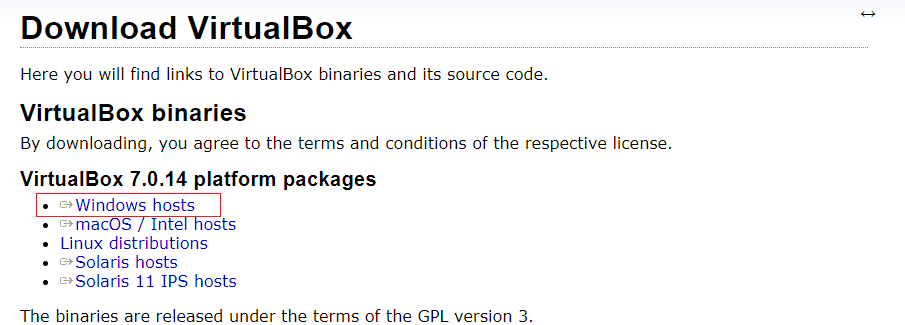 Download VirtualBox
Here you will find links to VirtualBox binaries and its source code.
VirtualBox binaries
By downloading, you agree to the terms and conditions of the respective license.
VirtualBox 7.0.14 platform packages
Windows hosts
macOS / Intel hosts
Linux distributions
Solaris hosts
Solaris 11 IPS hosts
The binaries are released under the terms of the GPL version 3.